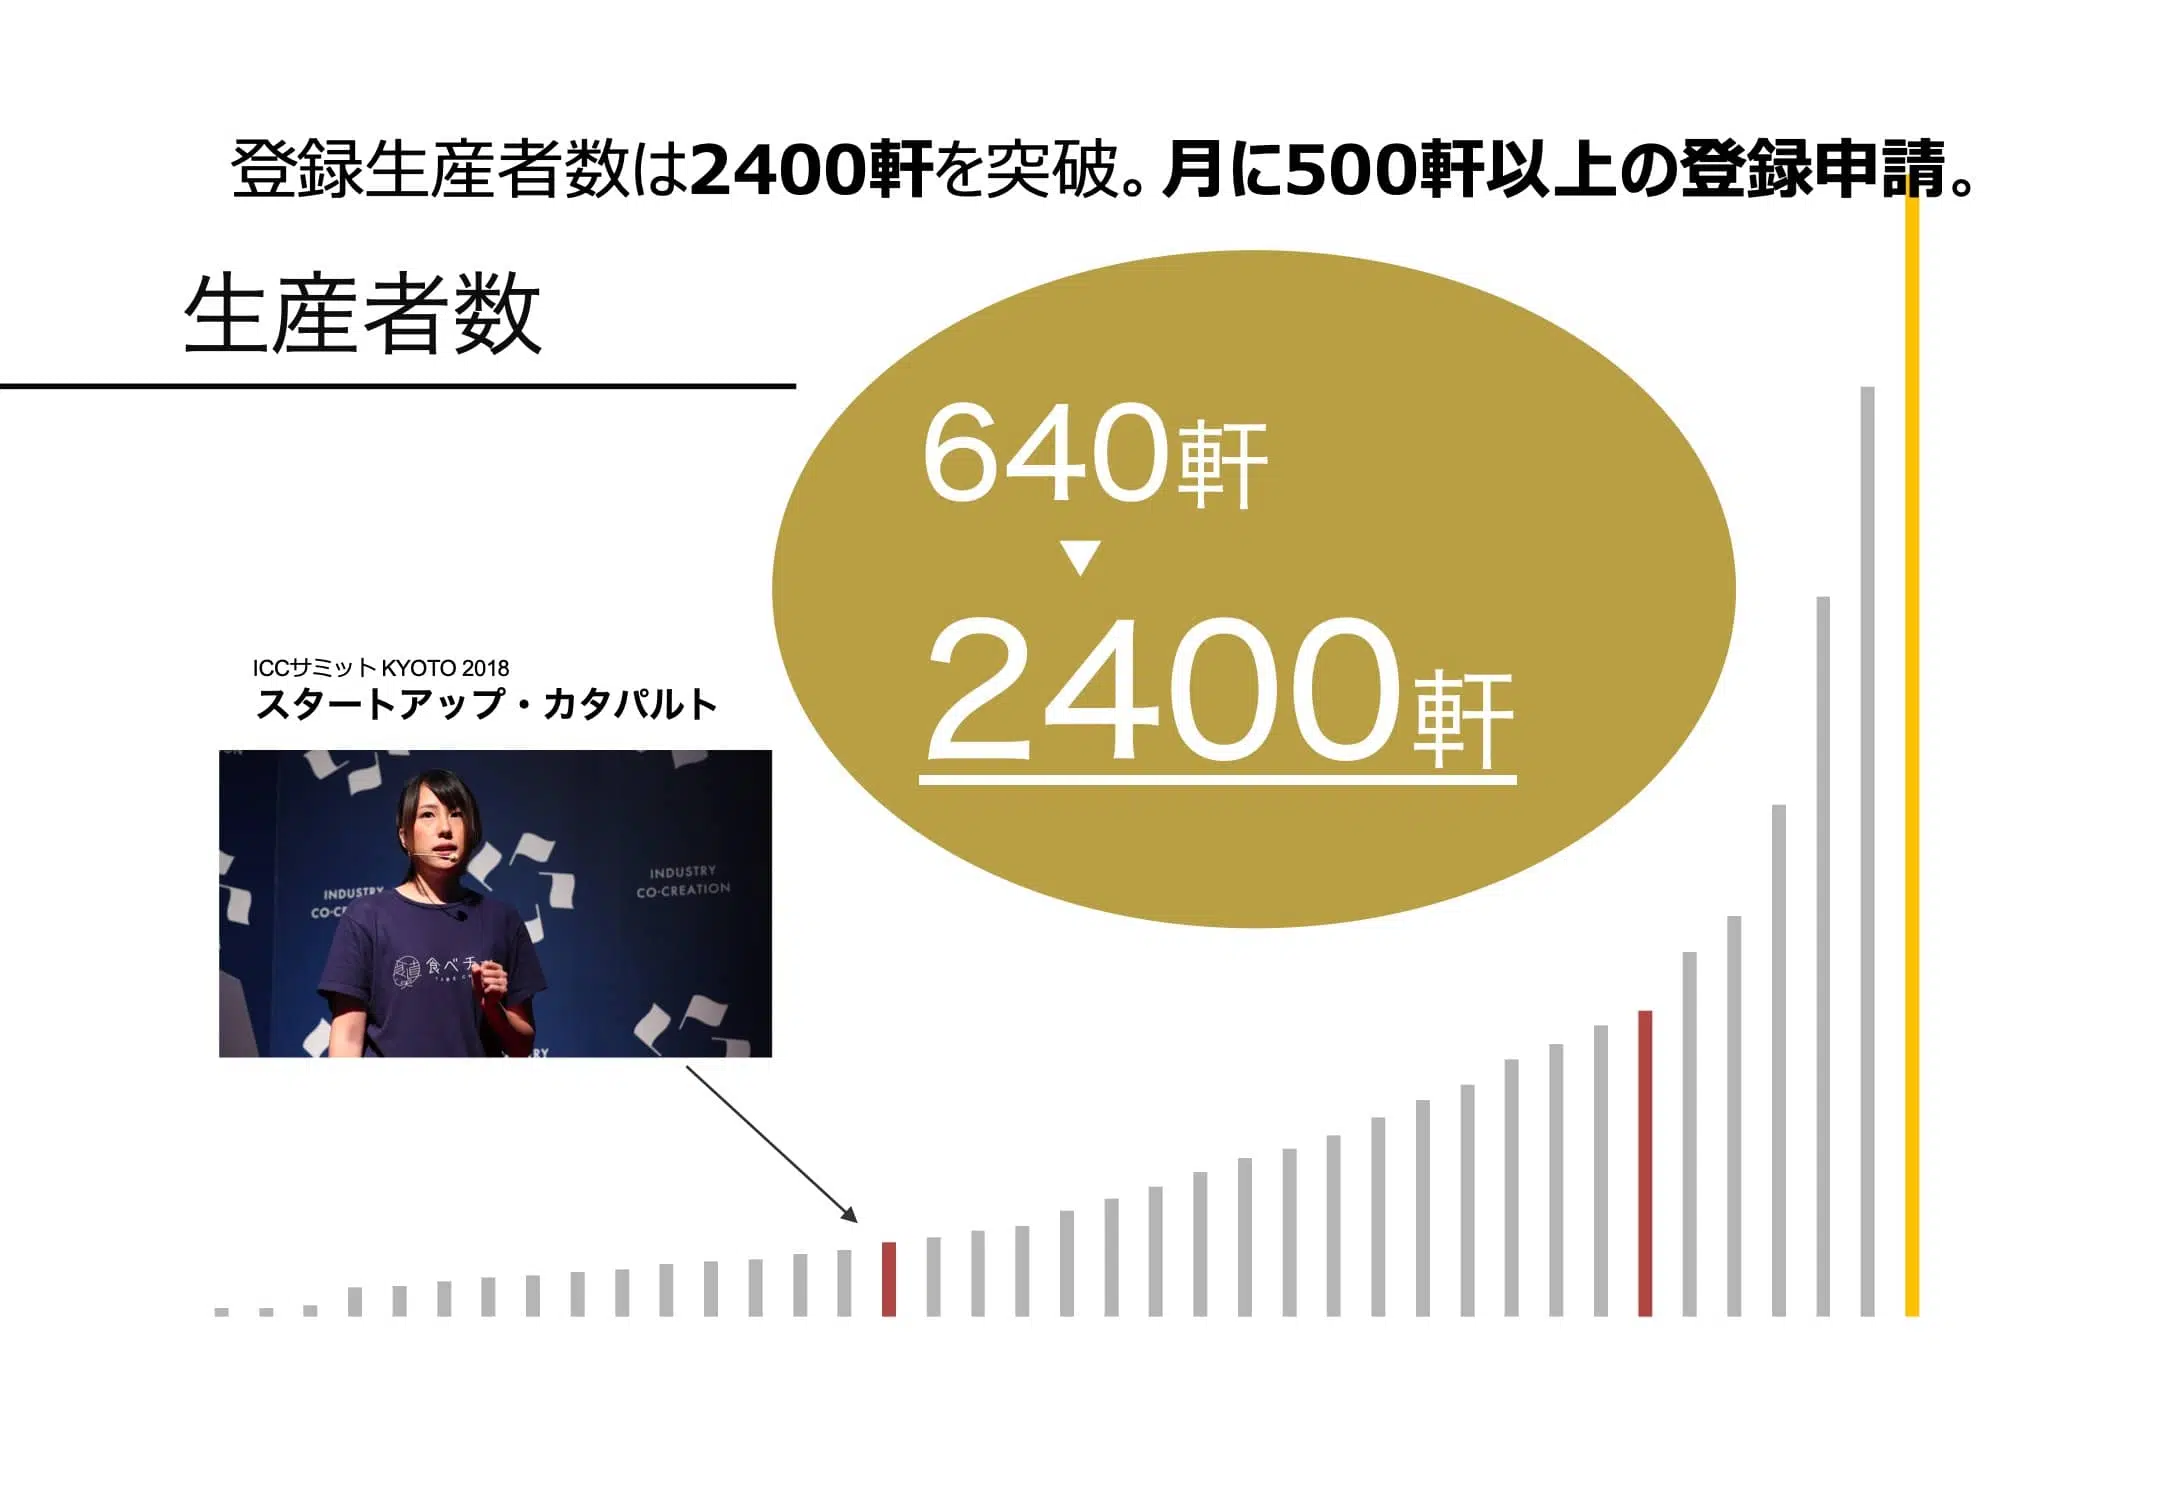 登録生産者数は2400軒を突破。月に500軒以上の登録申請。
生産者数
640軒
▼
2400軒
ICCサミット KYOTO 2018
スタートアップ・カタパルト
INDUSTRY
CO-CREATION
INDUSTRY
食べチ